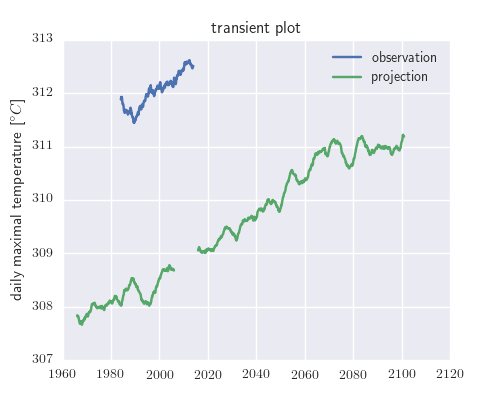 transient plot
313
312
311
310
309
308
307
daily maximal temperature [°C]
observation
projection
1960 1980 2000 2020 2040 2060 2080 2100 2120